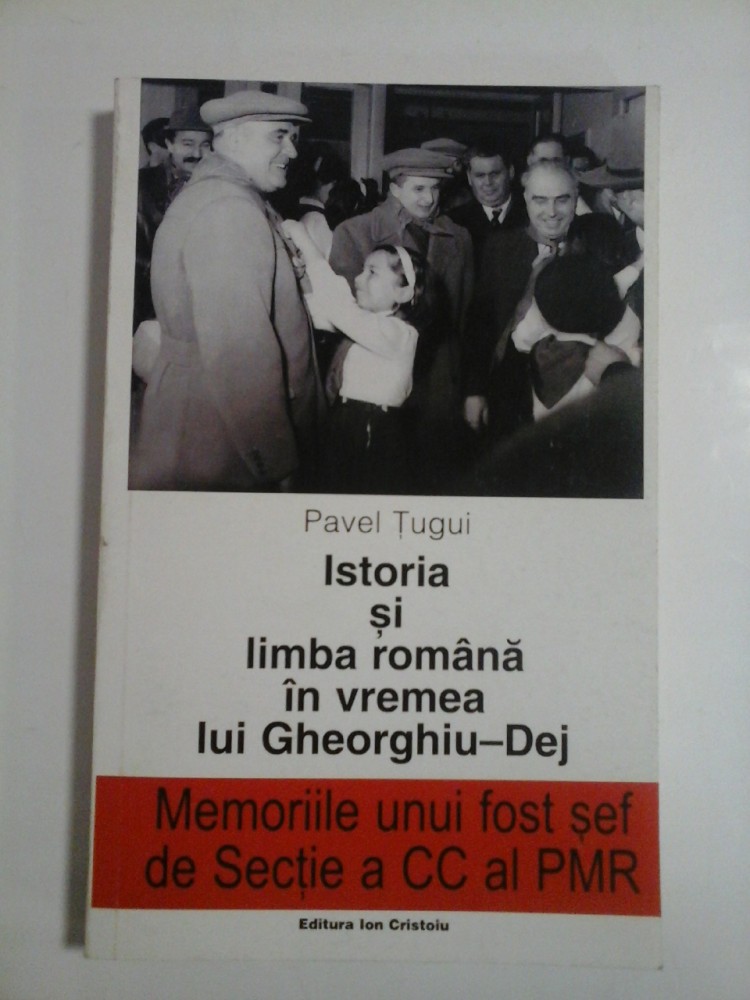 Pavel Țugui
Istoria
și
limba română
în vremea
lui Gheorghiu–Dej
Memoriile unui fost șef
de Secție a CC al PMR
Editura Ion Cristoiu